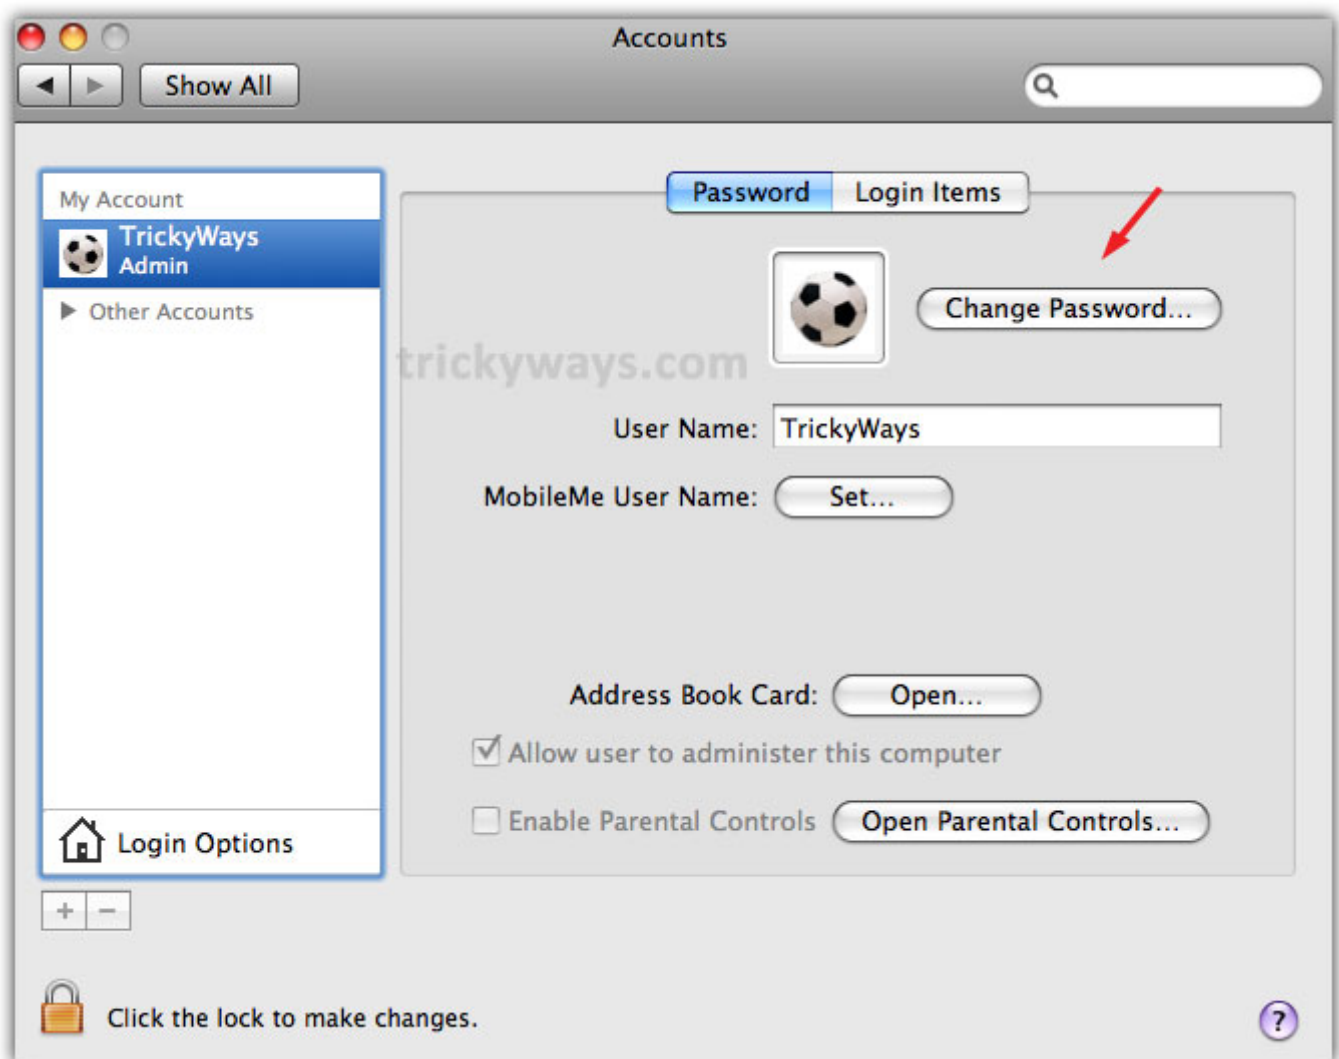 Accounts
Show All
My Account
TrickyWays
Admin
Other Accounts
Login Options
+ −
Password Login Items
Change Password...
trickyways.com
User Name: TrickyWays
MobileMe User Name: Set...
Address Book Card: Open...
Allow user to administer this computer
Enable Parental Controls Open Parental Controls...
Click the lock to make changes.
?